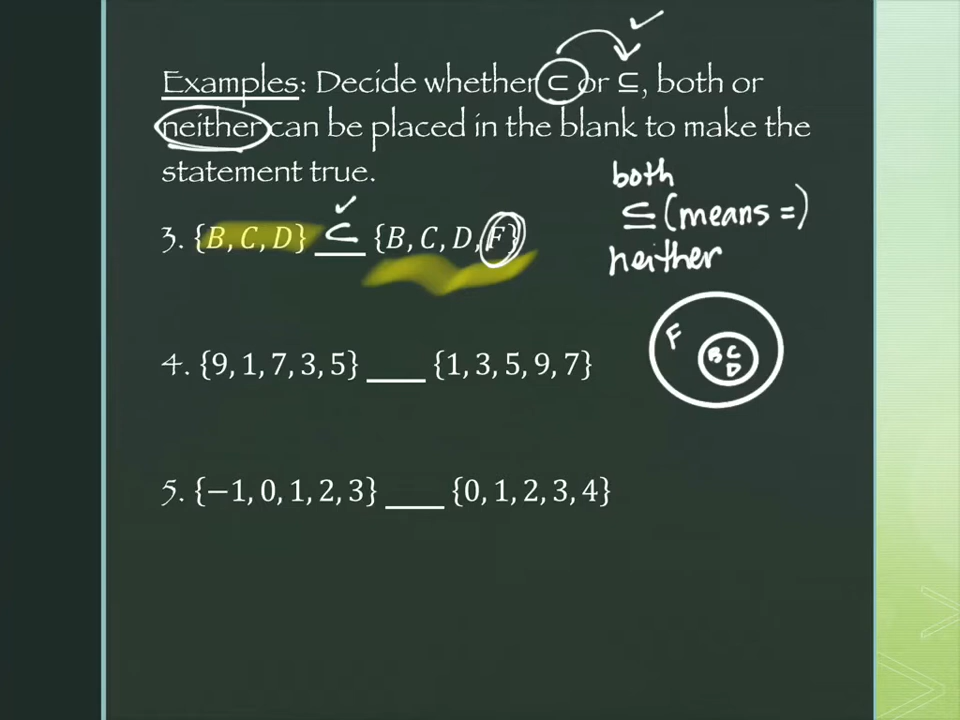 Examples: Decide whether ⊂ or ⊆, both or
neither can be placed in the blank to make the
statement true.
both
⊆ (means =)
neither
3. {B, C, D} ⊂ {B, C, D, F}
F
B C
D
4. {9, 1, 7, 3, 5} ____ {1, 3, 5, 9, 7}
5. {−1, 0, 1, 2, 3} ____ {0, 1, 2, 3, 4}